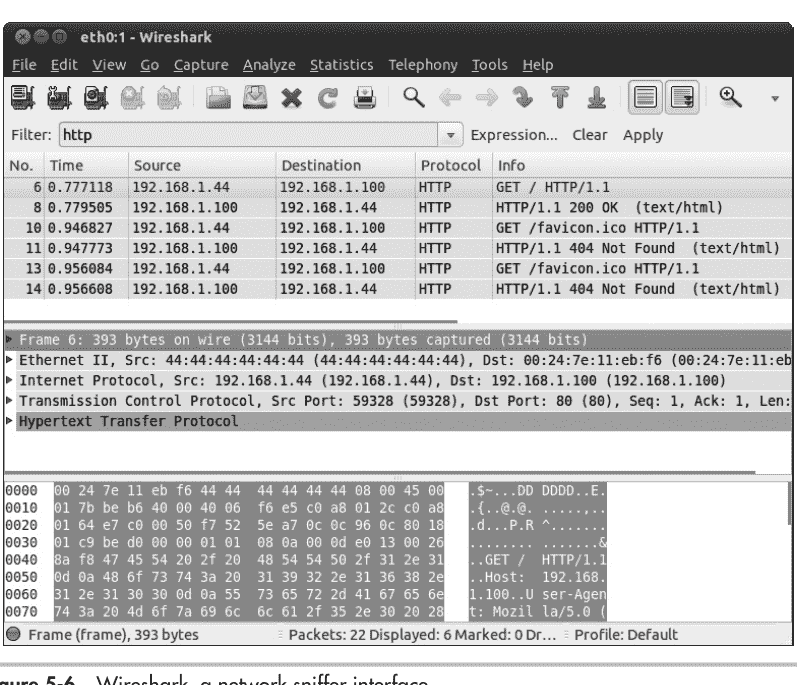 eth0:1 - Wireshark
File Edit View Go Capture Analyze Statistics Telephony Tools Help
Filter: http Expression... Clear Apply
No. Time Source Destination Protocol Info
6 0.777118 192.168.1.44 192.168.1.100 HTTP GET / HTTP/1.1
8 0.779505 192.168.1.100 192.168.1.44 HTTP HTTP/1.1 200 OK (text/html)
10 0.946827 192.168.1.44 192.168.1.100 HTTP GET /favicon.ico HTTP/1.1
11 0.947773 192.168.1.100 192.168.1.44 HTTP HTTP/1.1 404 Not Found (text/html)
13 0.956084 192.168.1.44 192.168.1.100 HTTP GET /favicon.ico HTTP/1.1
14 0.956608 192.168.1.100 192.168.1.44 HTTP HTTP/1.1 404 Not Found (text/html)
Frame 6: 393 bytes on wire (3144 bits), 393 bytes captured (3144 bits)
Ethernet II, Src: 44:44:44:44:44:44 (44:44:44:44:44:44), Dst: 00:24:7e:11:eb:f6 (00:24:7e:11:eb
Internet Protocol, Src: 192.168.1.44 (192.168.1.44), Dst: 192.168.1.100 (192.168.1.100)
Transmission Control Protocol, Src Port: 59328 (59328), Dst Port: 80 (80), Seq: 1, Ack: 1, Len:
Hypertext Transfer Protocol
0000 00 24 7e 11 eb f6 44 44 44 44 44 44 08 00 45 00 .$~...DD DDDD..E.
0010 01 7b be b6 40 00 40 06 f6 e5 c0 a8 01 2c c0 a8 .{..@.@. .....,..
0020 01 64 e7 c0 00 50 f7 52 5e a7 0c 0c 96 0c 80 18 .d...P.R ^.......
0030 01 c9 be d0 00 00 01 01 08 0a 00 0d e0 13 00 26 ........ .......&
0040 8a f8 47 45 54 20 2f 20 48 54 54 50 2f 31 2e 31 ..GET / HTTP/1.1
0050 0d 0a 48 6f 73 74 3a 20 31 39 32 2e 31 36 38 2e ..Host: 192.168.
0060 31 2e 31 30 30 0d 0a 55 73 65 72 2d 41 67 65 6e 1.100..U ser-Agen
0070 74 3a 20 4d 6f 7a 69 6c 6c 61 2f 35 2e 30 20 28 t: Mozil la/5.0 (
Frame (frame), 393 bytes Packets: 22 Displayed: 6 Marked: 0 Dr... Profile: Default
gure 5-6 Wireshark, a network sniffer interface